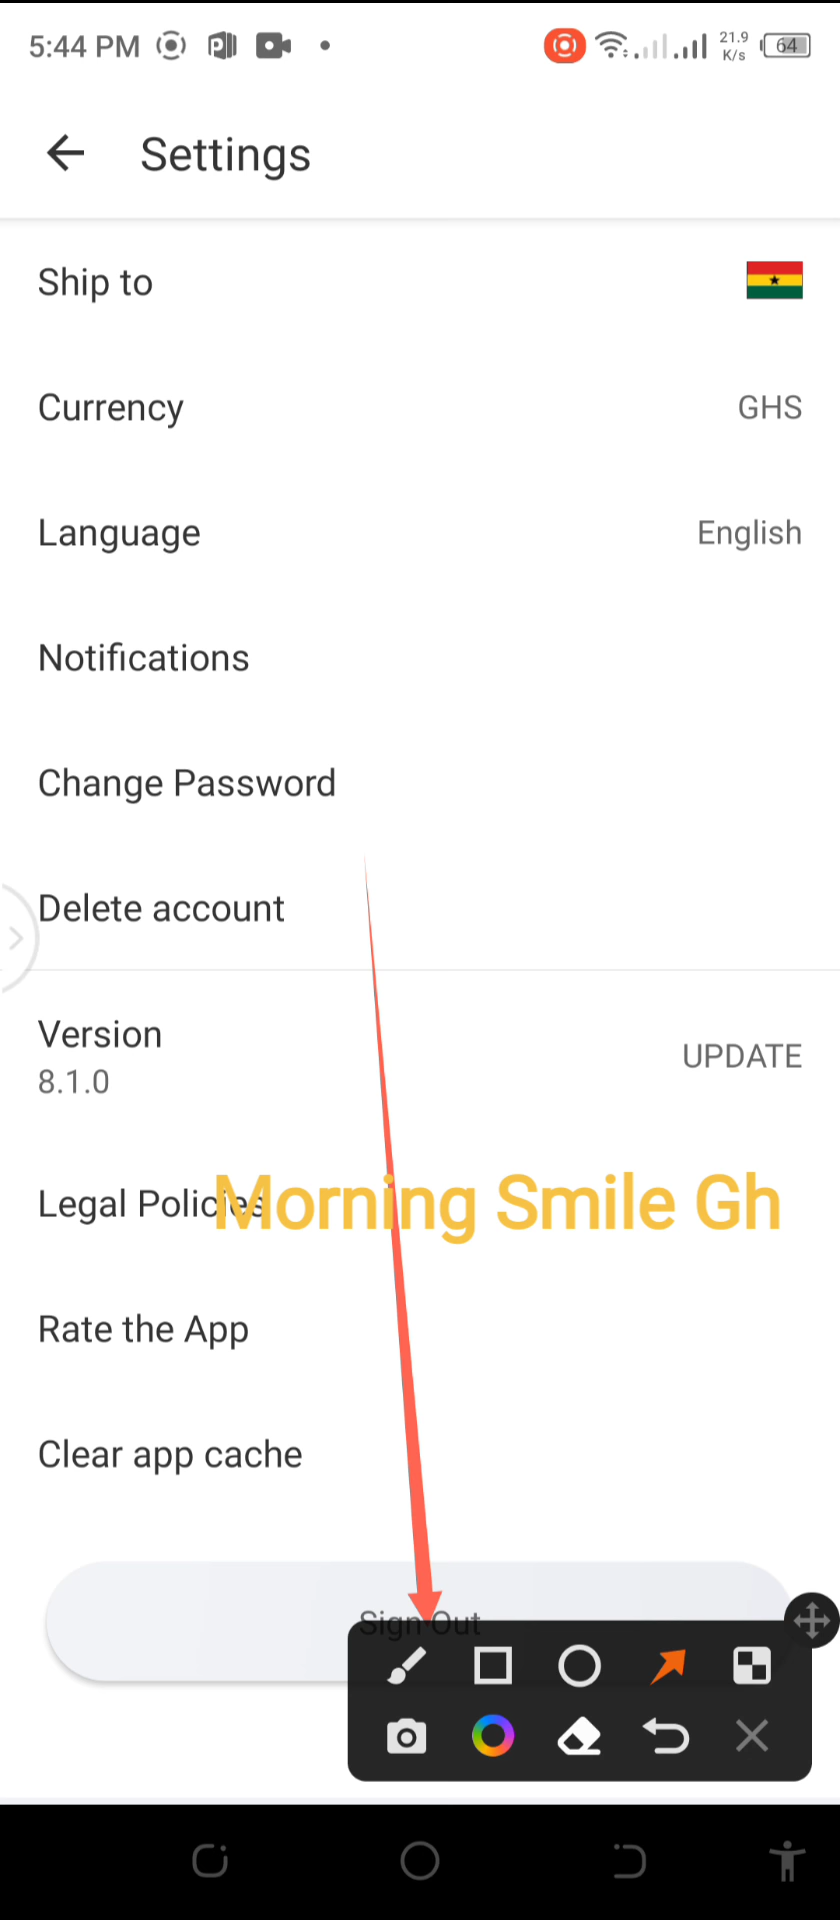 5:44 PM
21.9
K/s
64
Settings
Ship to
Currency
GHS
Language
English
Notifications
Change Password
Delete account
Version
8.1.0
UPDATE
Legal Policies
Morning Smile Gh
Rate the App
Clear app cache
Sign Out